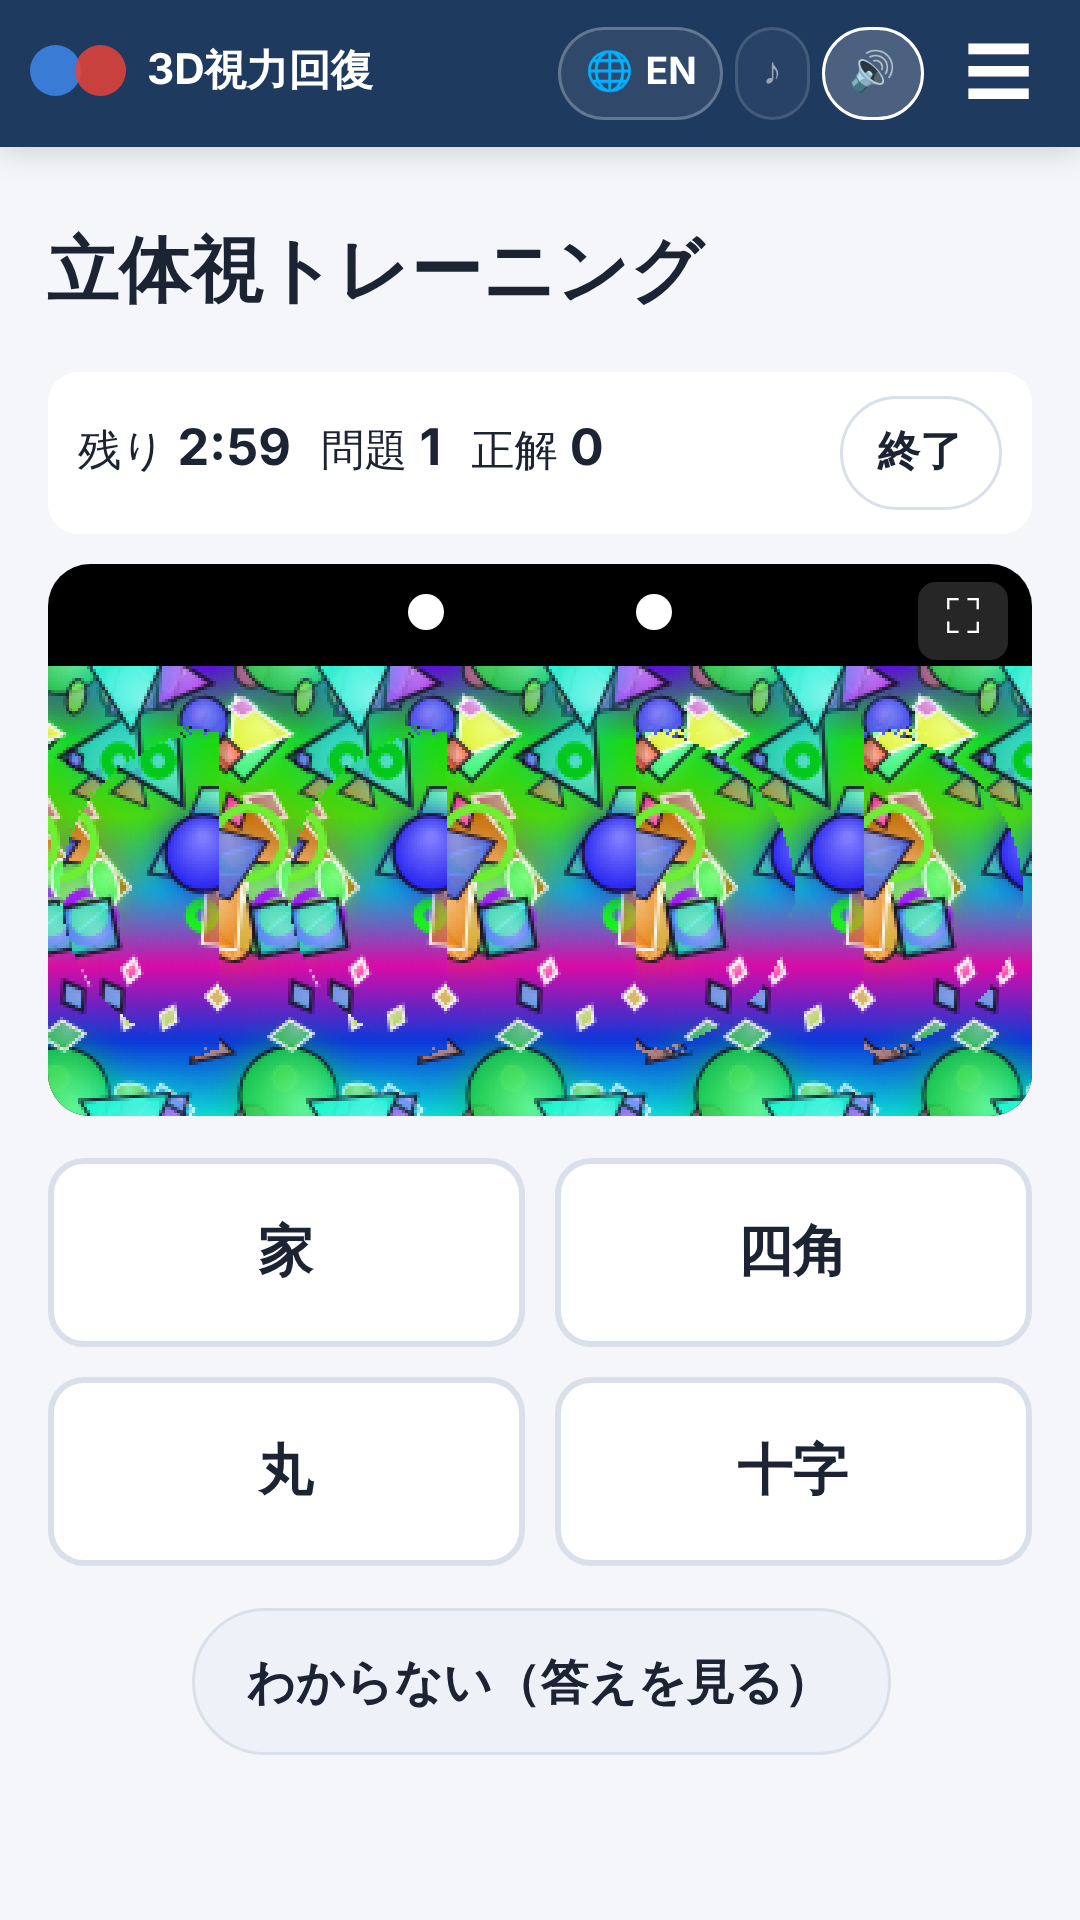 3D視力回復
EN
立体視トレーニング
残り 2:59 問題 1 正解 0
終了
家
四角
丸
十字
わからない（答えを見る）